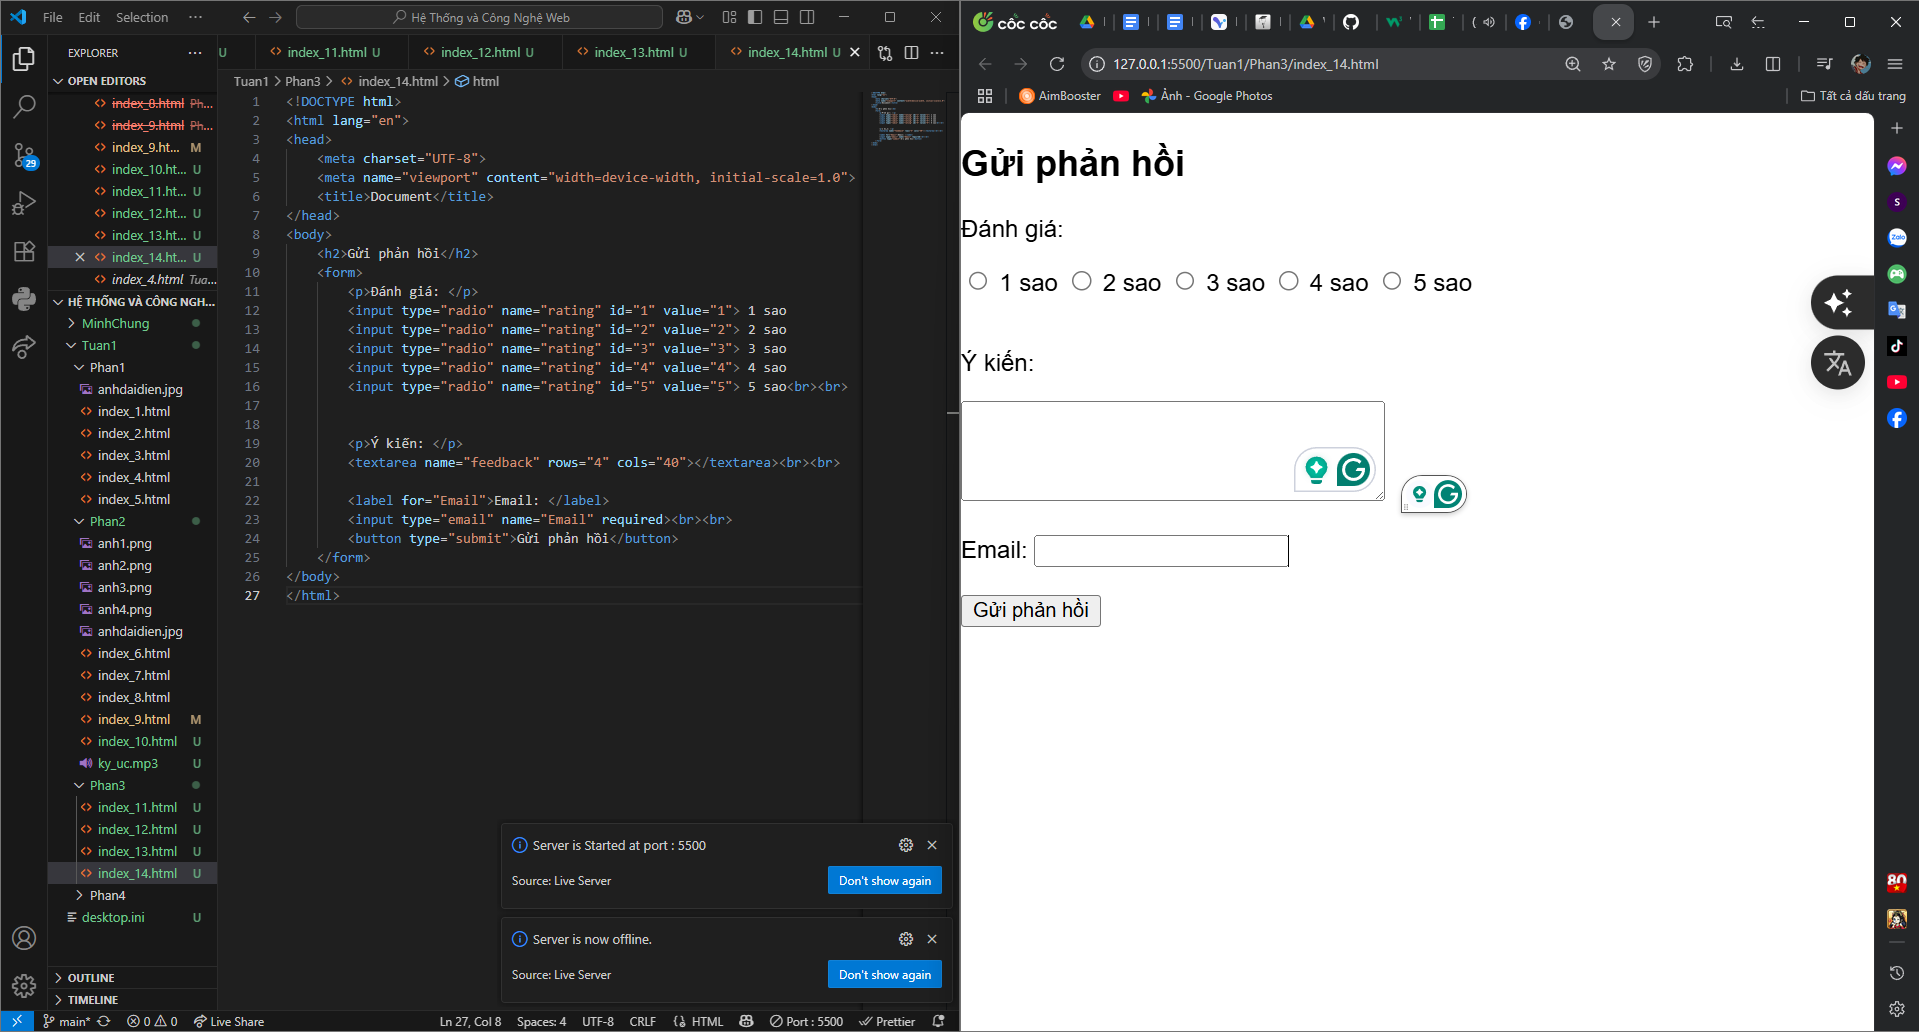 File Edit Selection ··· Hệ Thống và Công Nghệ Web
EXPLORER ···
OPEN EDITORS
index_8.html Ph...
index_9.html Ph...
index_9.ht... M
index_10.ht... U
index_11.ht... U
index_12.ht... U
index_13.ht... U
index_14.ht... U
index_4.html Tua...
HỆ THỐNG VÀ CÔNG NGH...
MinhChung
Tuan1
Phan1
anhdaidien.jpg
index_1.html
index_2.html
index_3.html
index_4.html
index_5.html
Phan2
anh1.png
anh2.png
anh3.png
anh4.png
anhdaidien.jpg
index_6.html
index_7.html
index_8.html
index_9.html M
index_10.html U
ky_uc.mp3 U
Phan3
index_11.html U
index_12.html U
index_13.html U
index_14.html U
Phan4
desktop.ini U
OUTLINE
TIMELINE
29
U index_11.html U index_12.html U index_13.html U index_14.html U
Tuan1 > Phan3 > index_14.html > html
1 <!DOCTYPE html>
2 <html lang="en">
3 <head>
4 <meta charset="UTF-8">
5 <meta name="viewport" content="width=device-width, initial-scale=1.0">
6 <title>Document</title>
7 </head>
8 <body>
9 <h2>Gửi phản hồi</h2>
10 <form>
11 <p>Đánh giá: </p>
12 <input type="radio" name="rating" id="1" value="1"> 1 sao
13 <input type="radio" name="rating" id="2" value="2"> 2 sao
14 <input type="radio" name="rating" id="3" value="3"> 3 sao
15 <input type="radio" name="rating" id="4" value="4"> 4 sao
16 <input type="radio" name="rating" id="5" value="5"> 5 sao<br><br>
17
18
19 <p>Ý kiến: </p>
20 <textarea name="feedback" rows="4" cols="40"></textarea><br><br>
21
22 <label for="Email">Email: </label>
23 <input type="email" name="Email" required><br><br>
24 <button type="submit">Gửi phản hồi</button>
25 </form>
26 </body>
27 </html>
Server is Started at port : 5500
Source: Live Server Don't show again
Server is now offline.
Source: Live Server Don't show again
main* 0 0 Live Share Ln 27, Col 8 Spaces: 4 UTF-8 CRLF HTML Port : 5500 Prettier
cốc cốc
127.0.0.1:5500/Tuan1/Phan3/index_14.html
AimBooster Ảnh - Google Photos Tất cả dấu trang
Gửi phản hồi
Đánh giá:
1 sao 2 sao 3 sao 4 sao 5 sao
Ý kiến:
Email:
Gửi phản hồi
S
Zalo
80